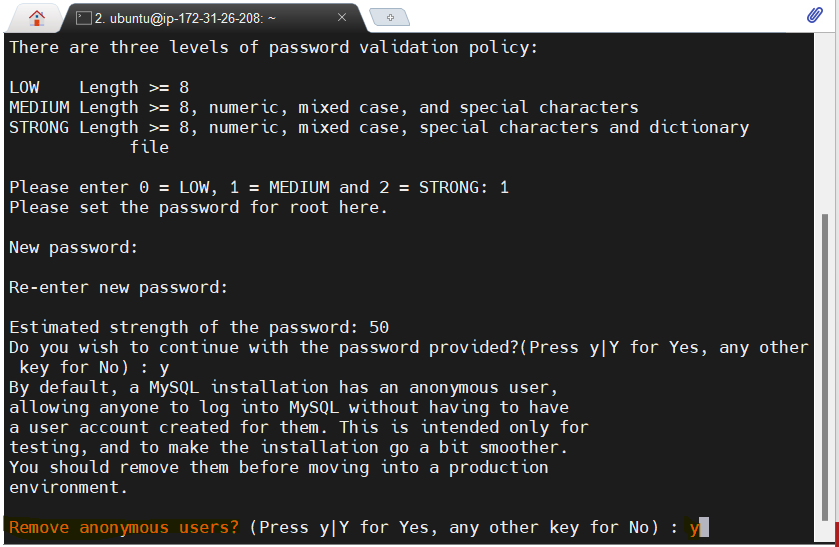 2. ubuntu@ip-172-31-26-208: ~
There are three levels of password validation policy:
LOW    Length >= 8
MEDIUM Length >= 8, numeric, mixed case, and special characters
STRONG Length >= 8, numeric, mixed case, special characters and dictionary
file
Please enter 0 = LOW, 1 = MEDIUM and 2 = STRONG: 1
Please set the password for root here.
New password:
Re-enter new password:
Estimated strength of the password: 50
Do you wish to continue with the password provided?(Press y|Y for Yes, any other
key for No) : y
By default, a MySQL installation has an anonymous user,
allowing anyone to log into MySQL without having to have
a user account created for them. This is intended only for
testing, and to make the installation go a bit smoother.
You should remove them before moving into a production
environment.
Remove anonymous users? (Press y|Y for Yes, any other key for No) : y